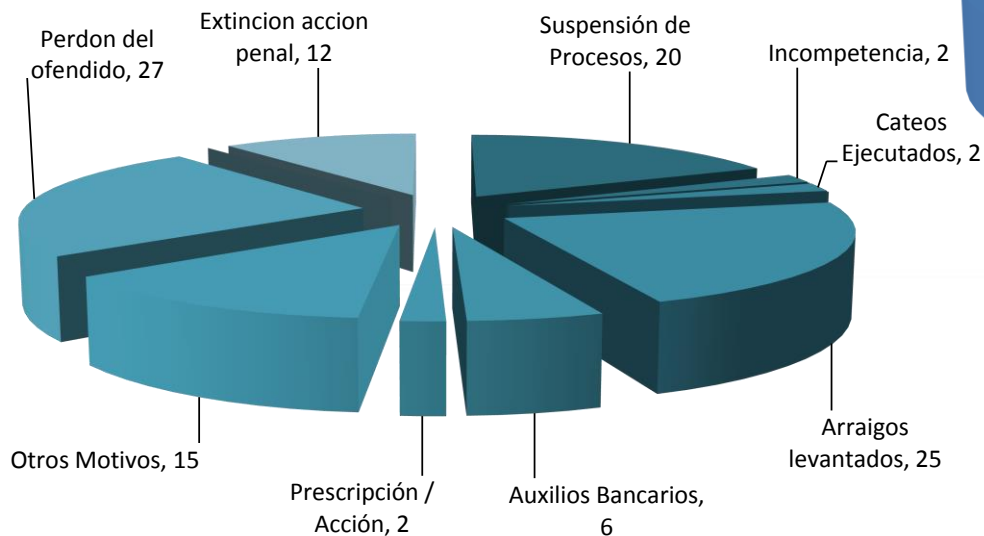 Perdon del
ofendido, 27
Extincion accion
penal, 12
Suspensión de
Procesos, 20
Incompetencia, 2
Cateos
Ejecutados, 2
Arraigos
levantados, 25
Auxilios Bancarios,
6
Prescripción /
Acción, 2
Otros Motivos, 15